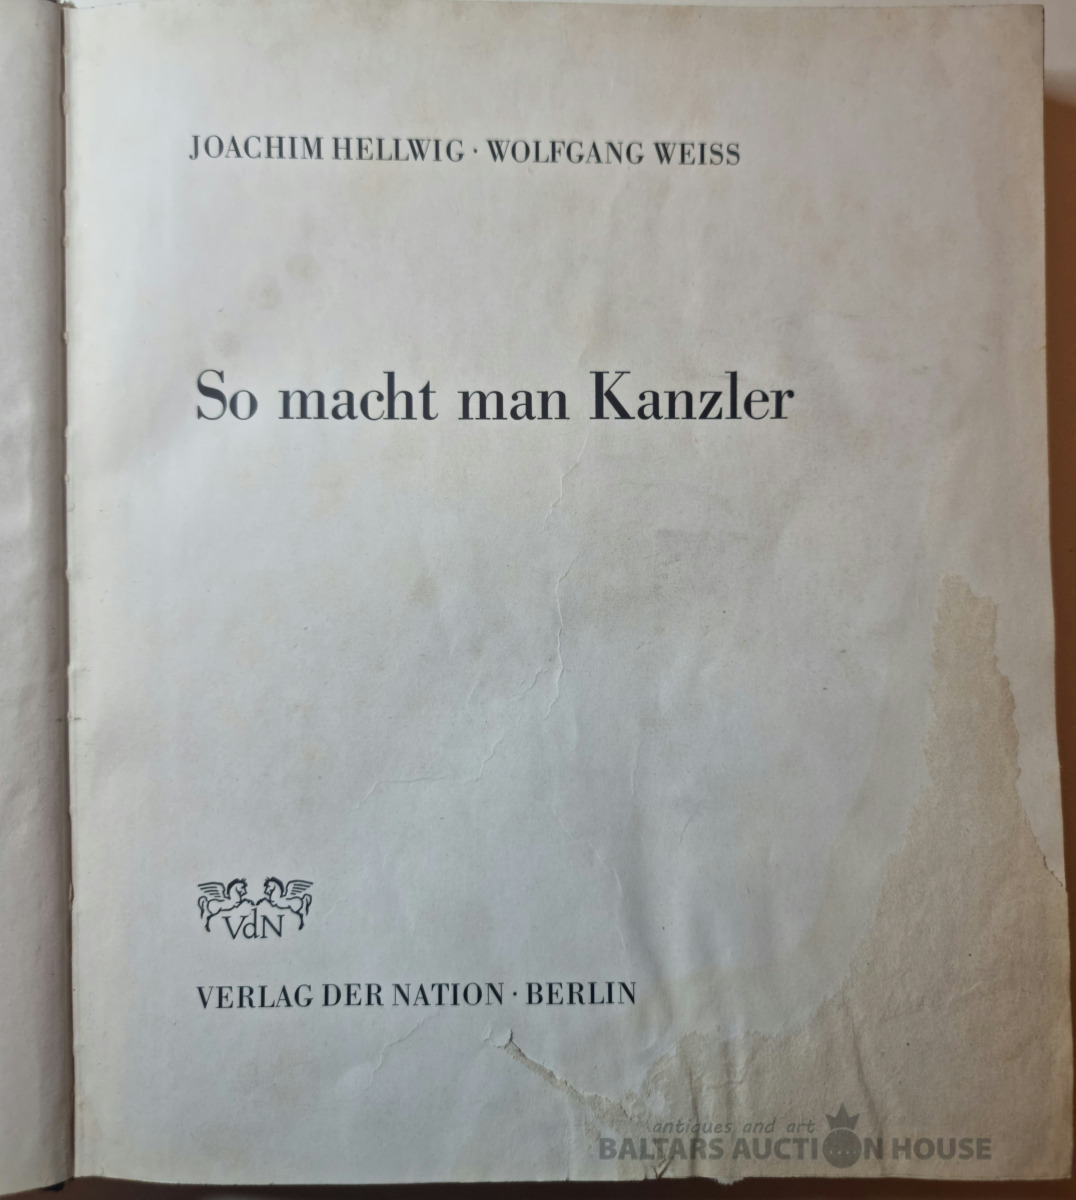 JOACHIM HELLWIG · WOLFGANG WEISS
So macht man Kanzler
VdN
VERLAG DER NATION · BERLIN
antiques and art
BALTARS AUCTION HOUSE